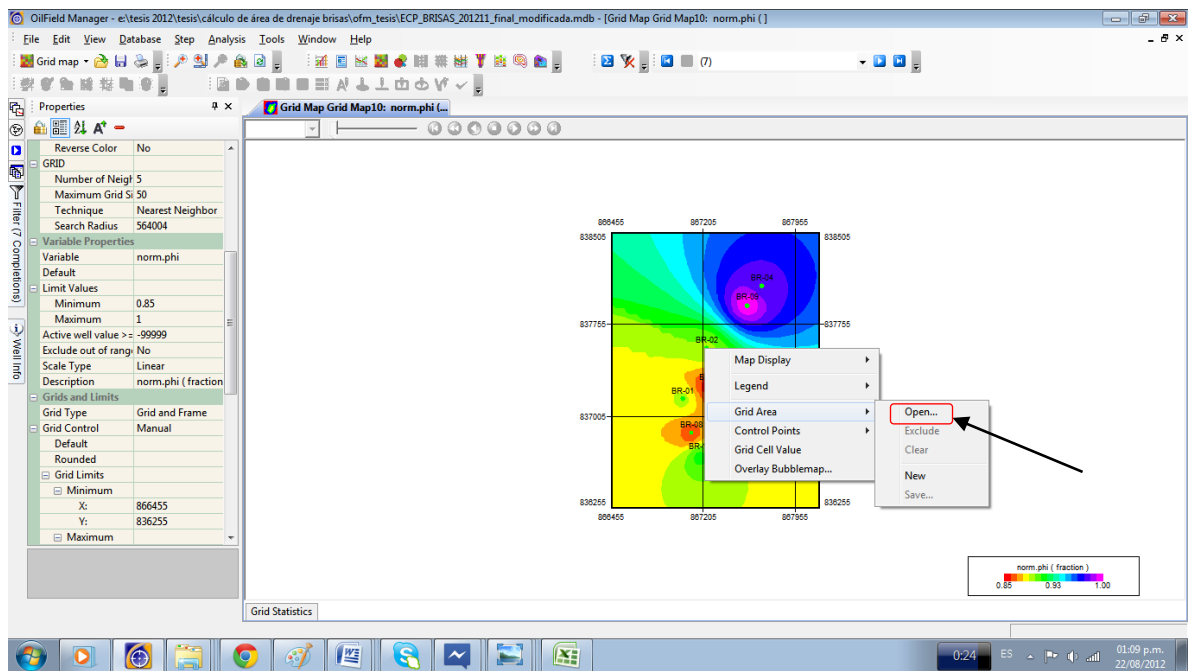 OilField Manager - e:\tesis 2012\tesis\cálculo de área de drenaje brisas\ofm_tesis\ECP_BRISAS_201211_final_modificada.mdb - [Grid Map Grid Map10: norm.phi ( ]
File Edit View Database Step Analysis Tools Window Help
Grid map (7)
Properties
Grid Map Grid Map10: norm.phi (...
Filter (7 Completions)
Well Info
Reverse Color No
GRID
Number of Neigh 5
Maximum Grid Si 50
Technique Nearest Neighbor
Search Radius 564004
Variable Properties
Variable norm.phi
Default
Limit Values
Minimum 0.85
Maximum 1
Active well value >= -99999
Exclude out of rang No
Scale Type Linear
Description norm.phi ( fraction
Grids and Limits
Grid Type Grid and Frame
Grid Control Manual
Default
Rounded
Grid Limits
Minimum
X: 866455
Y: 836255
Maximum
866455 867205 867955
838505 838505
BR-04
BR-09
837755 837755
BR-02
BR-01
837005
BR-08
836255 836255
866455 867205 867955
Map Display
Legend
Grid Area
Control Points
Grid Cell Value
Overlay Bubblemap...
Open...
Exclude
Clear
New
Save...
norm.phi ( fraction )
0.85 0.93 1.00
Grid Statistics
0:24 ES 01:09 p.m.
22/08/2012